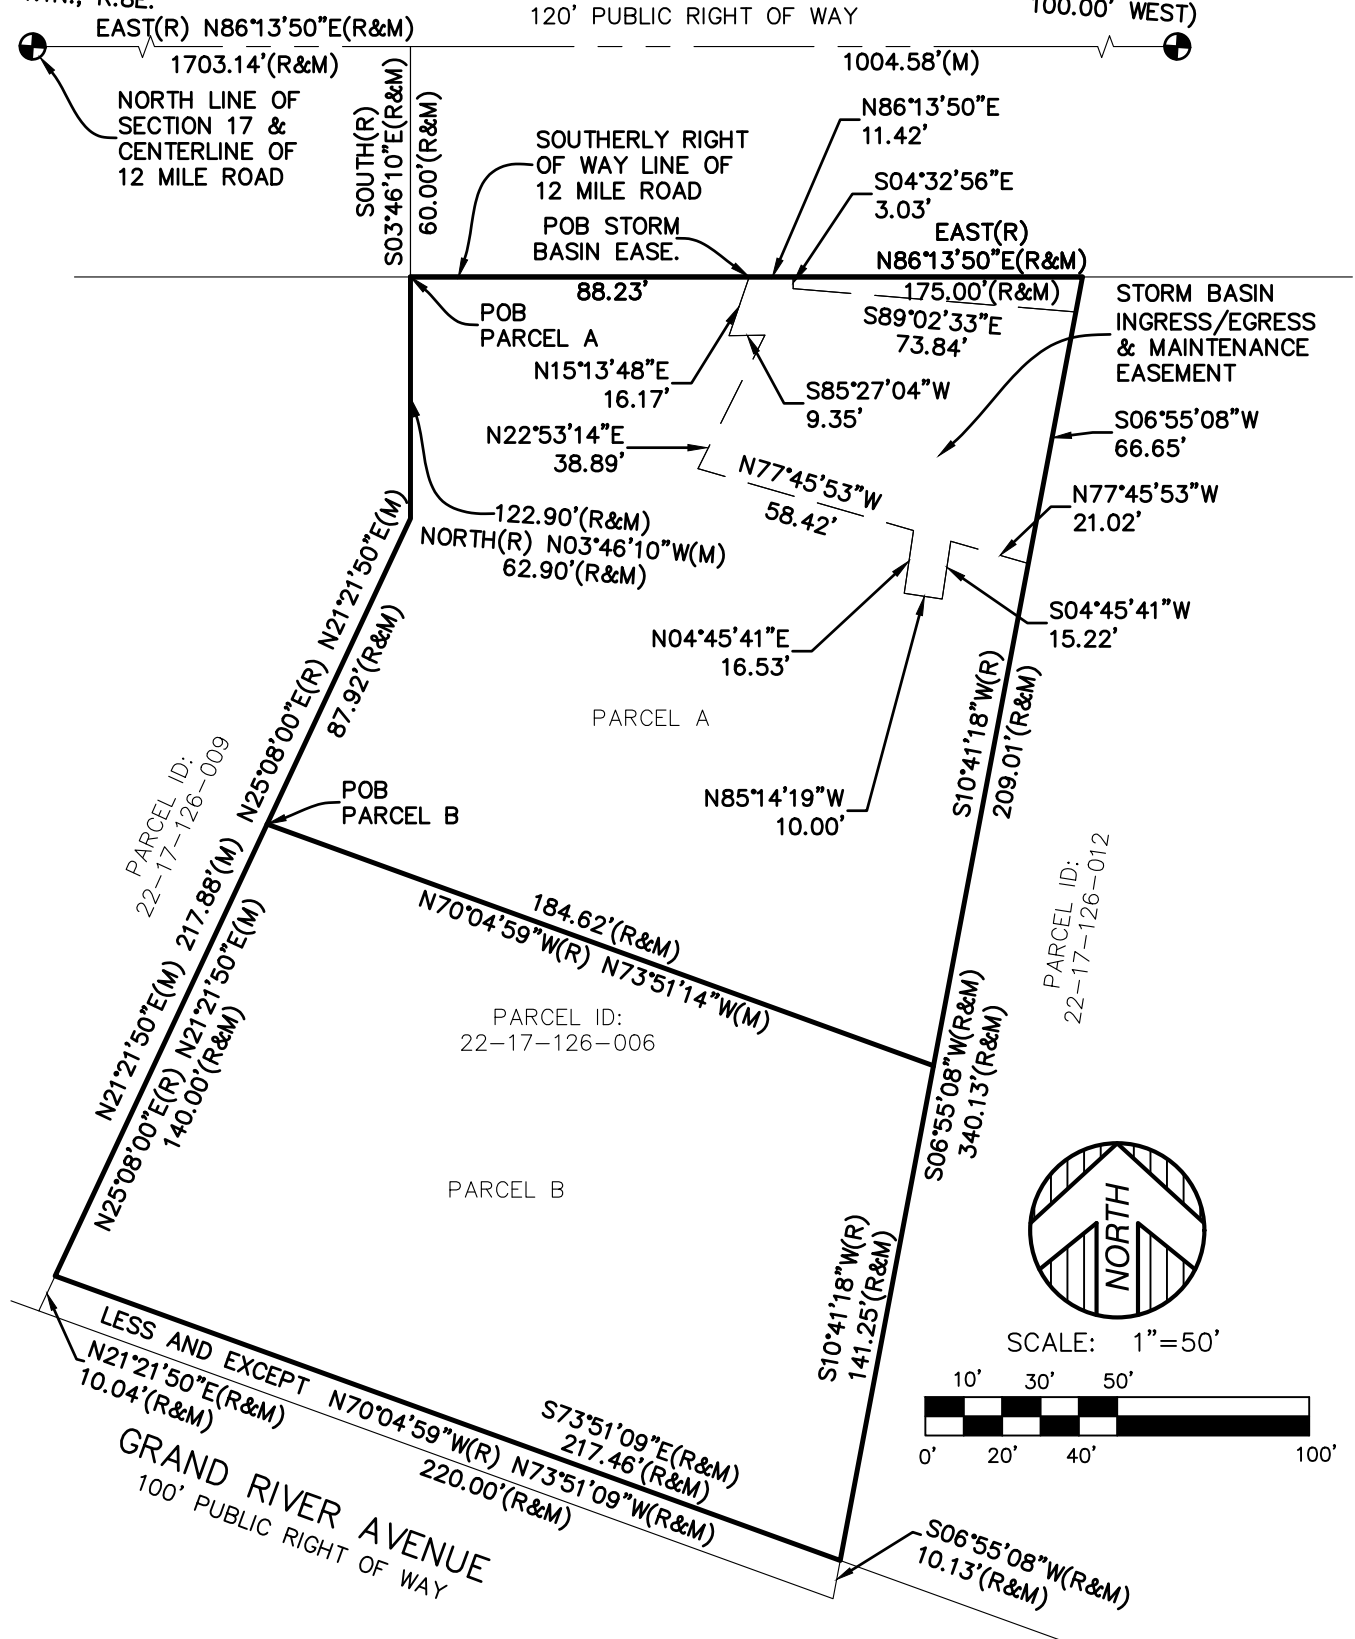 EAST(R) N86°13'50"E(R&M)
1703.14'(R&M)
120' PUBLIC RIGHT OF WAY
100.00' WEST)
1004.58'(M)
NORTH LINE OF
SECTION 17 &
CENTERLINE OF
12 MILE ROAD
SOUTH(R)
S03°46'10"E(R&M)
60.00'(R&M)
SOUTHERLY RIGHT
OF WAY LINE OF
12 MILE ROAD
N86°13'50"E
11.42'
S04°32'56"E
3.03'
POB STORM
BASIN EASE.
EAST(R)
N86°13'50"E(R&M)
175.00'(R&M)
88.23'
S89°02'33"E
73.84'
STORM BASIN
INGRESS/EGRESS
& MAINTENANCE
EASEMENT
POB
PARCEL A
N15°13'48"E
16.17'
S85°27'04"W
9.35'
S06°55'08"W
66.65'
N22°53'14"E
38.89'
N77°45'53"W
58.42'
N77°45'53"W
21.02'
122.90'(R&M)
NORTH(R) N03°46'10"W(M)
62.90'(R&M)
N04°45'41"E
16.53'
S04°45'41"W
15.22'
N25°08'00"E(R) N21°21'50"E(M)
87.92'(R&M)
PARCEL A
S10°41'18"W(R)
209.01'(R&M)
N85°14'19"W
10.00'
PARCEL ID:
22-17-126-009
POB
PARCEL B
PARCEL ID:
22-17-126-012
184.62'(R&M)
N70°04'59"W(R) N73°51'14"W(M)
N21°21'50"E(M) 217.88'(M)
N25°08'00"E(R) N21°21'50"E(M)
140.00'(R&M)
PARCEL ID:
22-17-126-006
S06°55'08"W(R&M)
340.13'(R&M)
PARCEL B
S10°41'18"W(R)
141.25'(R&M)
NORTH
SCALE: 1"=50'
10' 30' 50'
0' 20' 40' 100'
LESS AND EXCEPT N70°04'59"W(R) N73°51'09"W(R&M)
220.00'(R&M)
N21°21'50"E(R&M)
10.04'(R&M)
S73°51'09"E(R&M)
217.46'(R&M)
GRAND RIVER AVENUE
100' PUBLIC RIGHT OF WAY
S06°55'08"W(R&M)
10.13'(R&M)